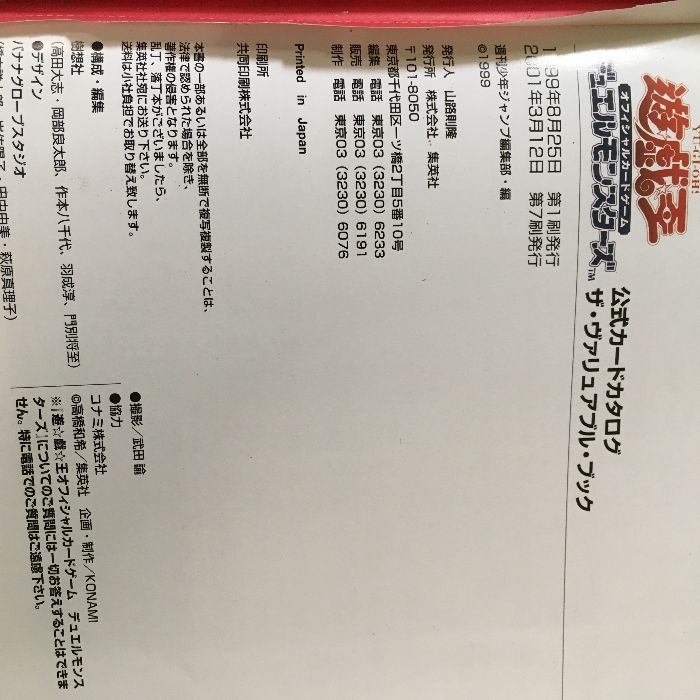 遊戯王
オフィシャルカードゲーム
デュエルモンスターズ™
公式カードカタログ
ザ・ヴァリュアブル・ブック
1999年8月25日 第1刷発行
2001年3月12日 第7刷発行
週刊少年ジャンプ編集部・編
©1999
発行人 山路則隆
発行所 株式会社 集英社
〒101-8050
東京都千代田区一ツ橋2丁目5番10号
編集 電話 東京03(3230)6233
販売 電話 東京03(3230)6191
制作 電話 東京03(3230)6076
Printed in Japan
印刷所
共同印刷株式会社
本書の一部あるいは全部を無断で複写複製することは、
法律で認められた場合を除き、
著作権の侵害となります。
乱丁、落丁本がございましたら、
集英社社宛にお送り下さい。
送料は小社負担でお取り替え致します。
●構成・編集
樹想社
(高田大志・岡部良太郎、作本八千代、羽成淳、門別将至)
●デザイン
バナナグローブスタジオ
田中由美・萩原真理子)
●撮影/武田 諭
●協力
コナミ株式会社
©高橋和希/集英社 企画・制作/KONAMI
※「遊☆戯☆王オフィシャルカードゲーム デュエルモンス
ターズ」についてのご質問には一切お答えすることはできま
せん。特に電話でのご質問はご遠慮下さい。